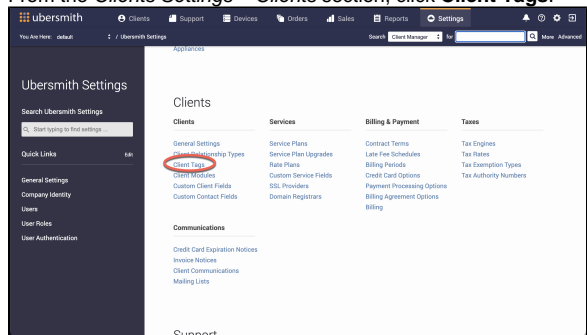 From the Clients Settings - Clients section, click Client Tags.
ubersmith Clients Support Devices Orders Sales Reports Settings
You Are Here: default / Ubersmith Settings Search Client Manager for More Advanced
Appliances
Ubersmith Settings
Search Ubersmith Settings
Start typing to find settings ...
Quick Links Edit
General Settings
Company Identity
Users
User Roles
User Authentication
Clients
Clients Services Billing & Payment Taxes
General Settings Service Plans Contract Terms Tax Engines
Client Relationship Types Service Plan Upgrades Late Fee Schedules Tax Rates
Client Tags Rate Plans Billing Periods Tax Exemption Types
Client Modules Custom Service Fields Credit Card Options Tax Authority Numbers
Custom Client Fields SSL Providers Payment Processing Options
Custom Contact Fields Domain Registrars Billing Agreement Options
Billing
Communications
Credit Card Expiration Notices
Invoice Notices
Client Communications
Mailing Lists
Support